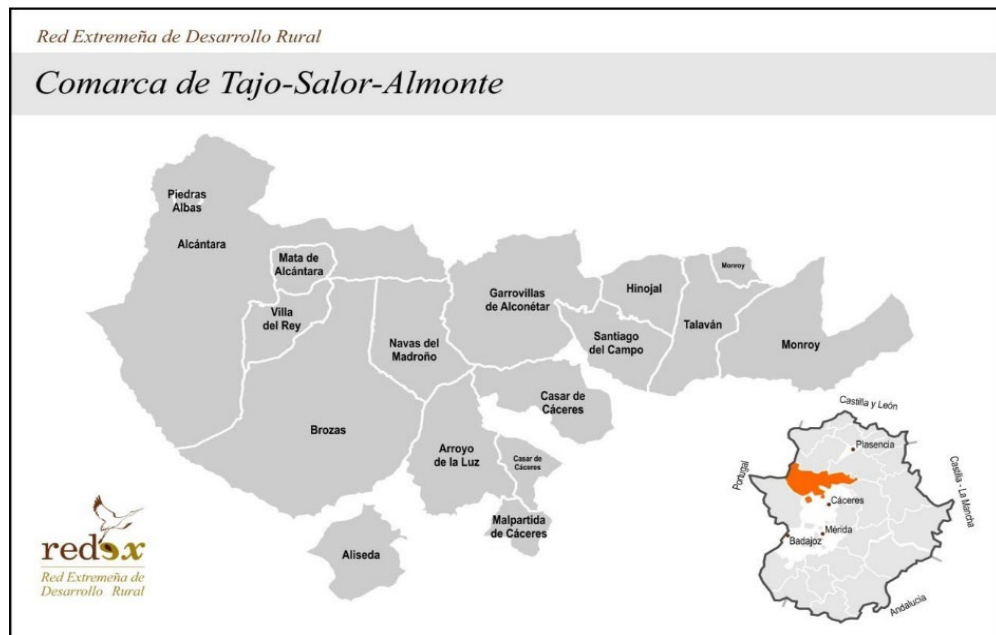 Red Extremeña de Desarrollo Rural
Comarca de Tajo-Salor-Almonte
Piedras
Albas
Alcántara
Mata de
Alcántara
Villa
del Rey
Garrovillas
de Alconétar
Hinojal
Monroy
Navas del
Madroño
Santiago
del Campo
Talaván
Monroy
Brozas
Casar de
Cáceres
Arroyo
de la Luz
Casar de
Cáceres
Malpartida
de Cáceres
Aliseda
redex
Red Extremeña de
Desarrollo Rural
Castilla y León
Plasencia
Portugal
Castilla - La Mancha
Cáceres
Mérida
Badajoz
Andalucía